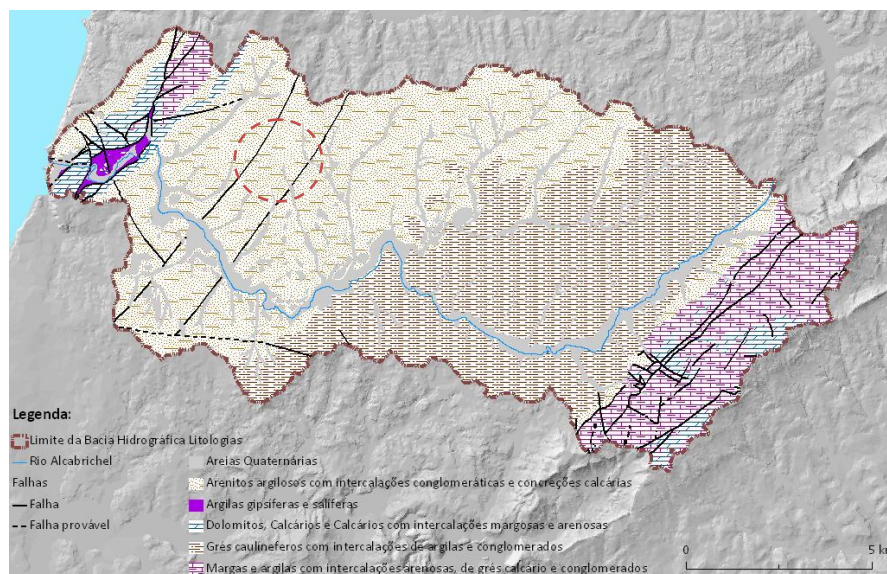 Legenda:
Limite da Bacia Hidrográfica Litologias
Rio Alcabrichel
Areias Quaternárias
Falhas
Arenitos argilosos com intercalações conglomeráticas e concreções calcárias
Falha
Argilas gipsíferas e salíferas
Falha provável
Dolomitos, Calcários e Calcários com intercalações margosas e arenosas
Grés caulineferos com intercalações de argilas e conglomerados
0 5 k
Margas e argilas com intercalações arenosas, de grés calcário e conglomerados